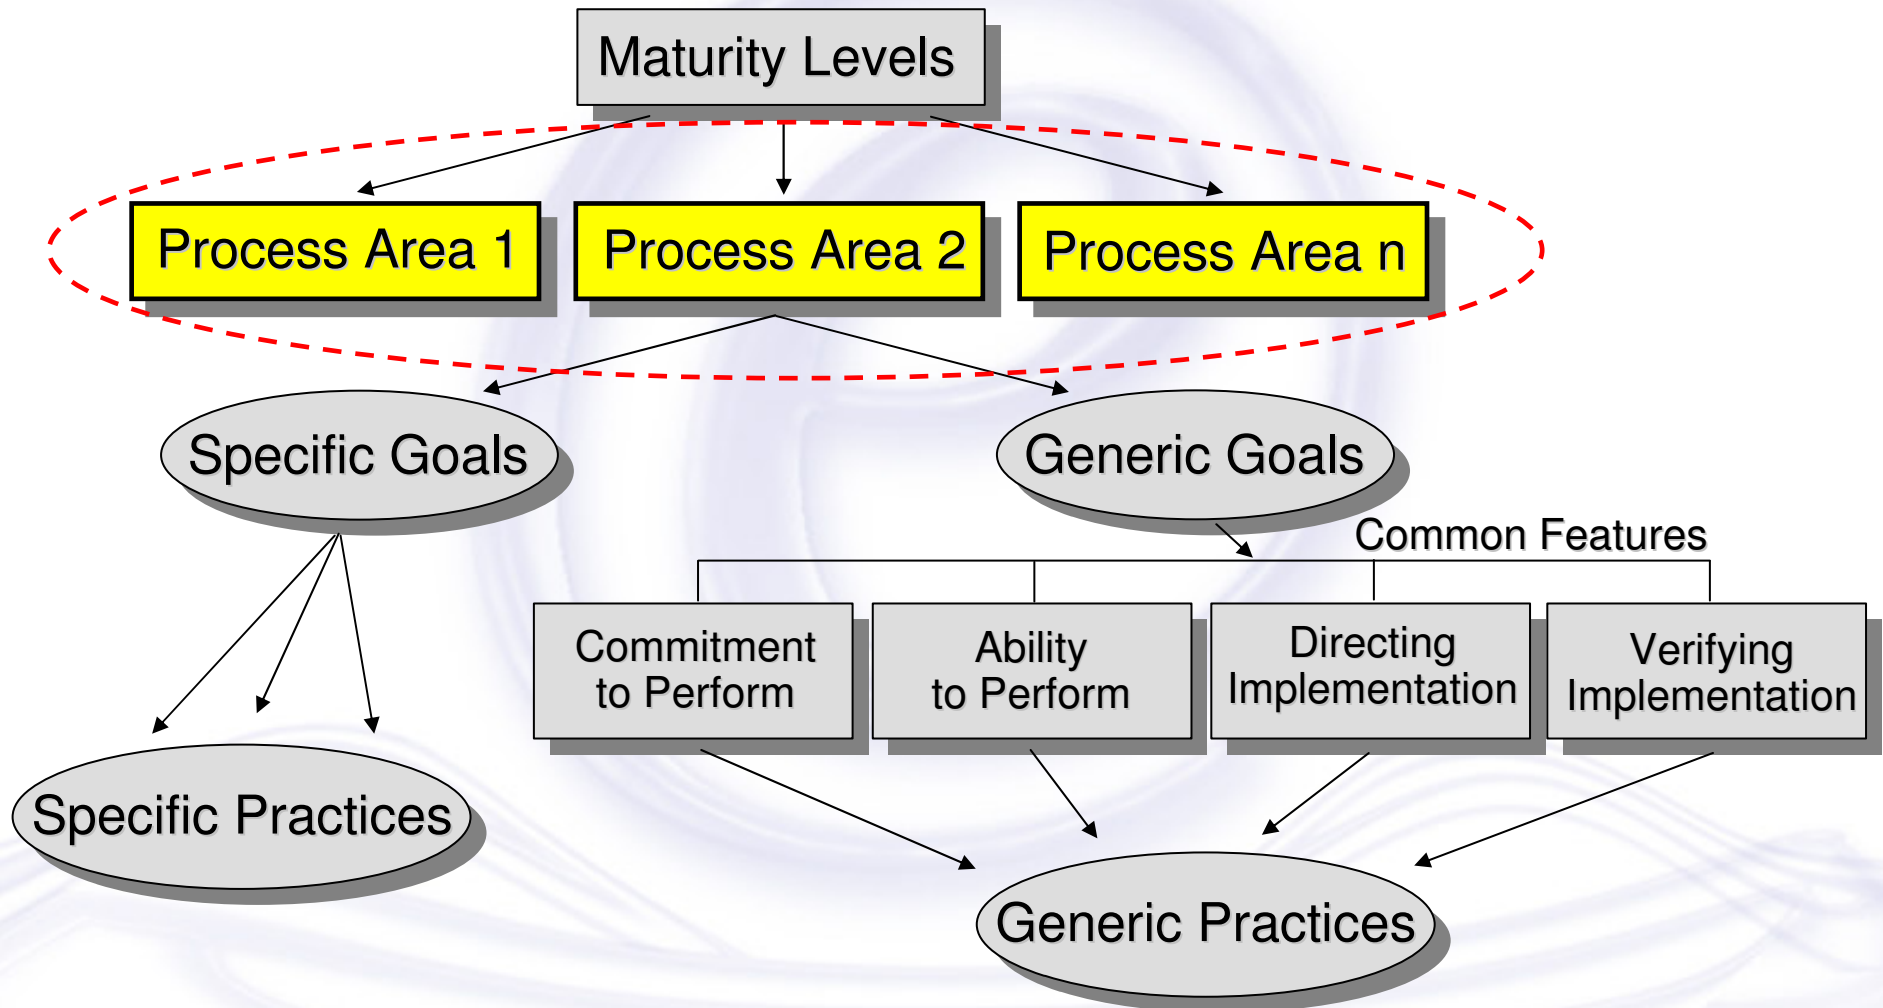 Maturity Levels
Process Area 1
Process Area 2
Process Area n
Specific Goals
Generic Goals
Common Features
Commitment
to Perform
Ability
to Perform
Directing
Implementation
Verifying
Implementation
Specific Practices
Generic Practices